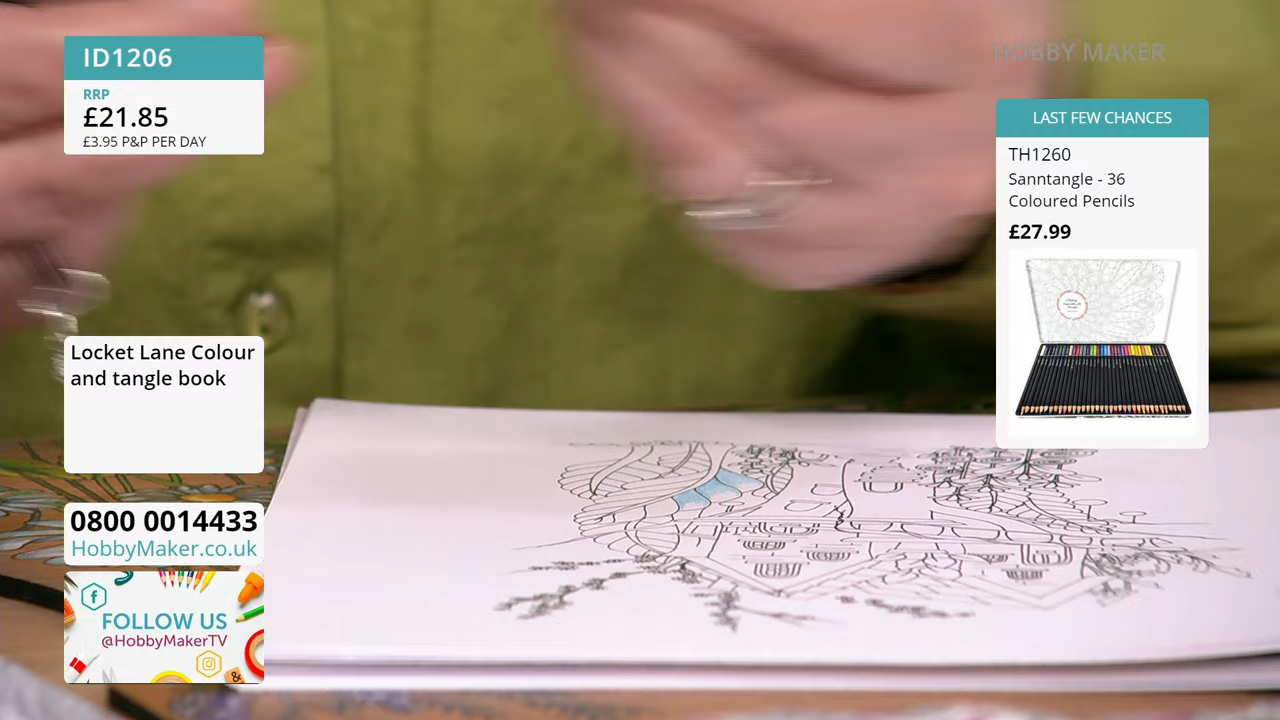 ID1206
RRP
£21.85
£3.95 P&P PER DAY
HOBBY MAKER
LAST FEW CHANCES
TH1260
Sanntangle - 36
Coloured Pencils
£27.99
Locket Lane Colour
and tangle book
0800 0014433
HobbyMaker.co.uk
FOLLOW US
@HobbyMakerTV
&